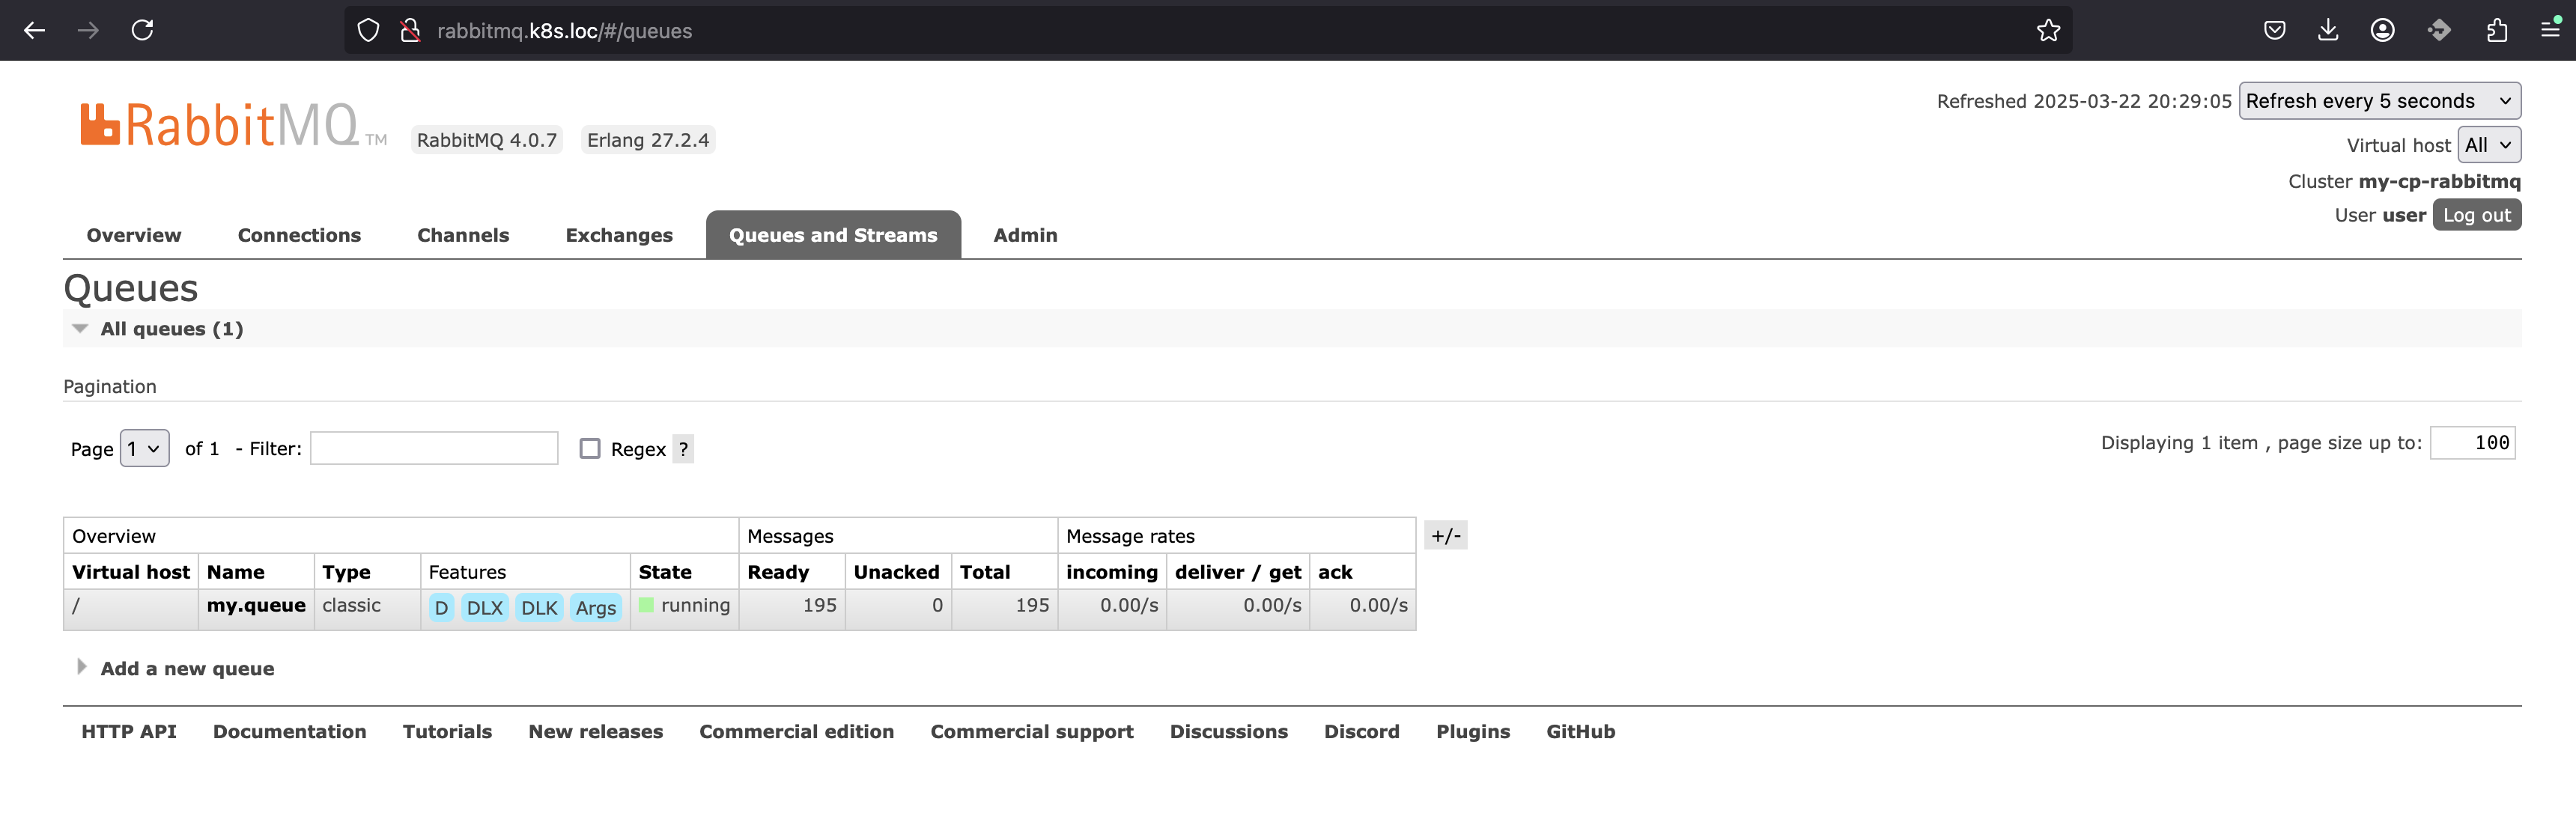 rabbitmq.k8s.loc/#/queues
RabbitMQ TM
RabbitMQ 4.0.7 Erlang 27.2.4
Refreshed 2025-03-22 20:29:05 Refresh every 5 seconds
Virtual host All
Cluster my-cp-rabbitmq
User user Log out
Overview Connections Channels Exchanges Queues and Streams Admin
Queues
All queues (1)
Pagination
Page 1 of 1 - Filter: Regex ?
Displaying 1 item , page size up to: 100
Overview Messages Message rates +/-
Virtual host Name Type Features State Ready Unacked Total incoming deliver / get ack
/ my.queue classic D DLX DLK Args running 195 0 195 0.00/s 0.00/s 0.00/s
Add a new queue
HTTP API Documentation Tutorials New releases Commercial edition Commercial support Discussions Discord Plugins GitHub